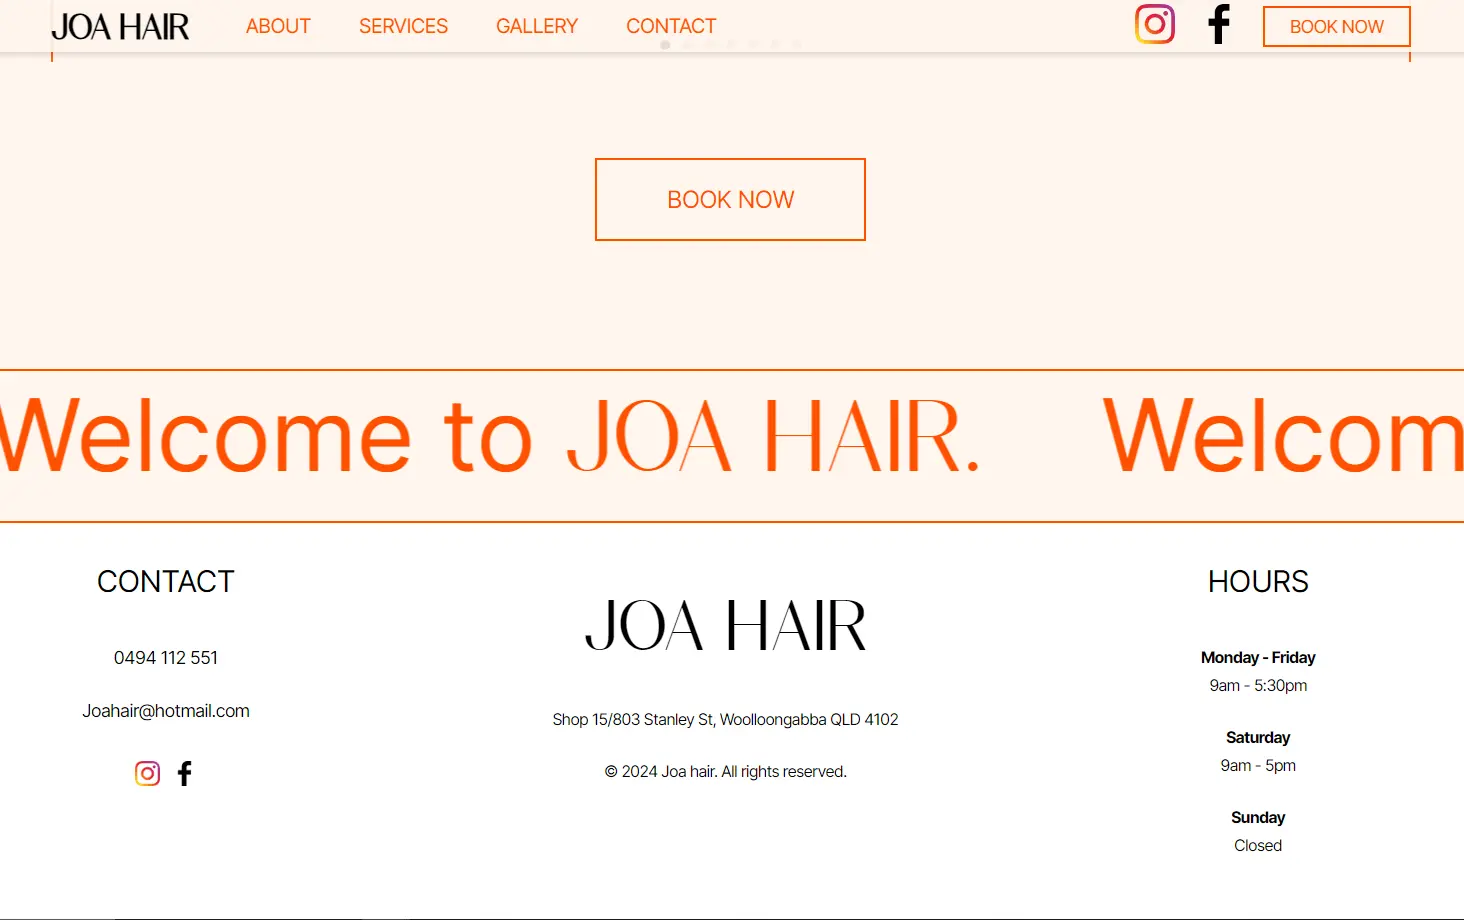 JOA HAIR ABOUT SERVICES GALLERY CONTACT BOOK NOW
BOOK NOW
Welcome to JOA HAIR. Welcom
CONTACT
0494 112 551
Joahair@hotmail.com
JOA HAIR
Shop 15/803 Stanley St, Woolloongabba QLD 4102
© 2024 Joa hair. All rights reserved.
HOURS
Monday - Friday
9am - 5:30pm
Saturday
9am - 5pm
Sunday
Closed